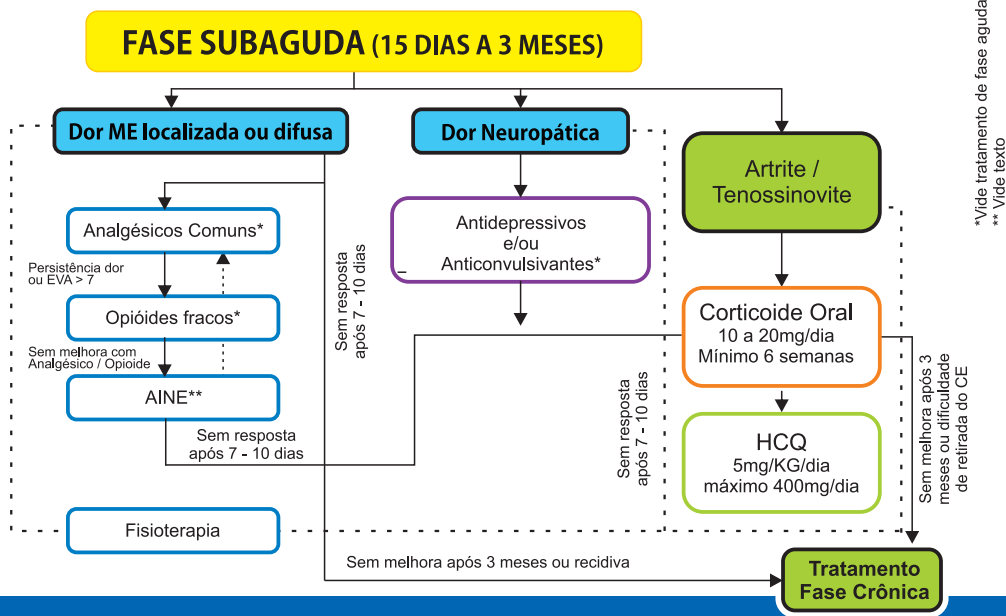 FASE SUBAGUDA (15 DIAS A 3 MESES)
Dor ME localizada ou difusa
Analgésicos Comuns*
Persistência dor
ou EVA > 7
Opióides fracos*
Sem melhora com
Analgésico / Opioide
AINE**
Sem resposta
após 7 - 10 dias
Fisioterapia
Sem resposta
após 7 - 10 dias
Dor Neuropática
Antidepressivos
e/ou
Anticonvulsivantes*
Sem resposta
após 7 - 10 dias
Artrite /
Tenossinovite
Corticoide Oral
10 a 20mg/dia
Mínimo 6 semanas
HCQ
5mg/KG/dia
máximo 400mg/dia
Sem melhora após 3
meses ou dificuldade
de retirada do CE
Sem melhora após 3 meses ou recidiva
Tratamento
Fase Crônica
*Vide tratamento de fase aguda
** Vide texto